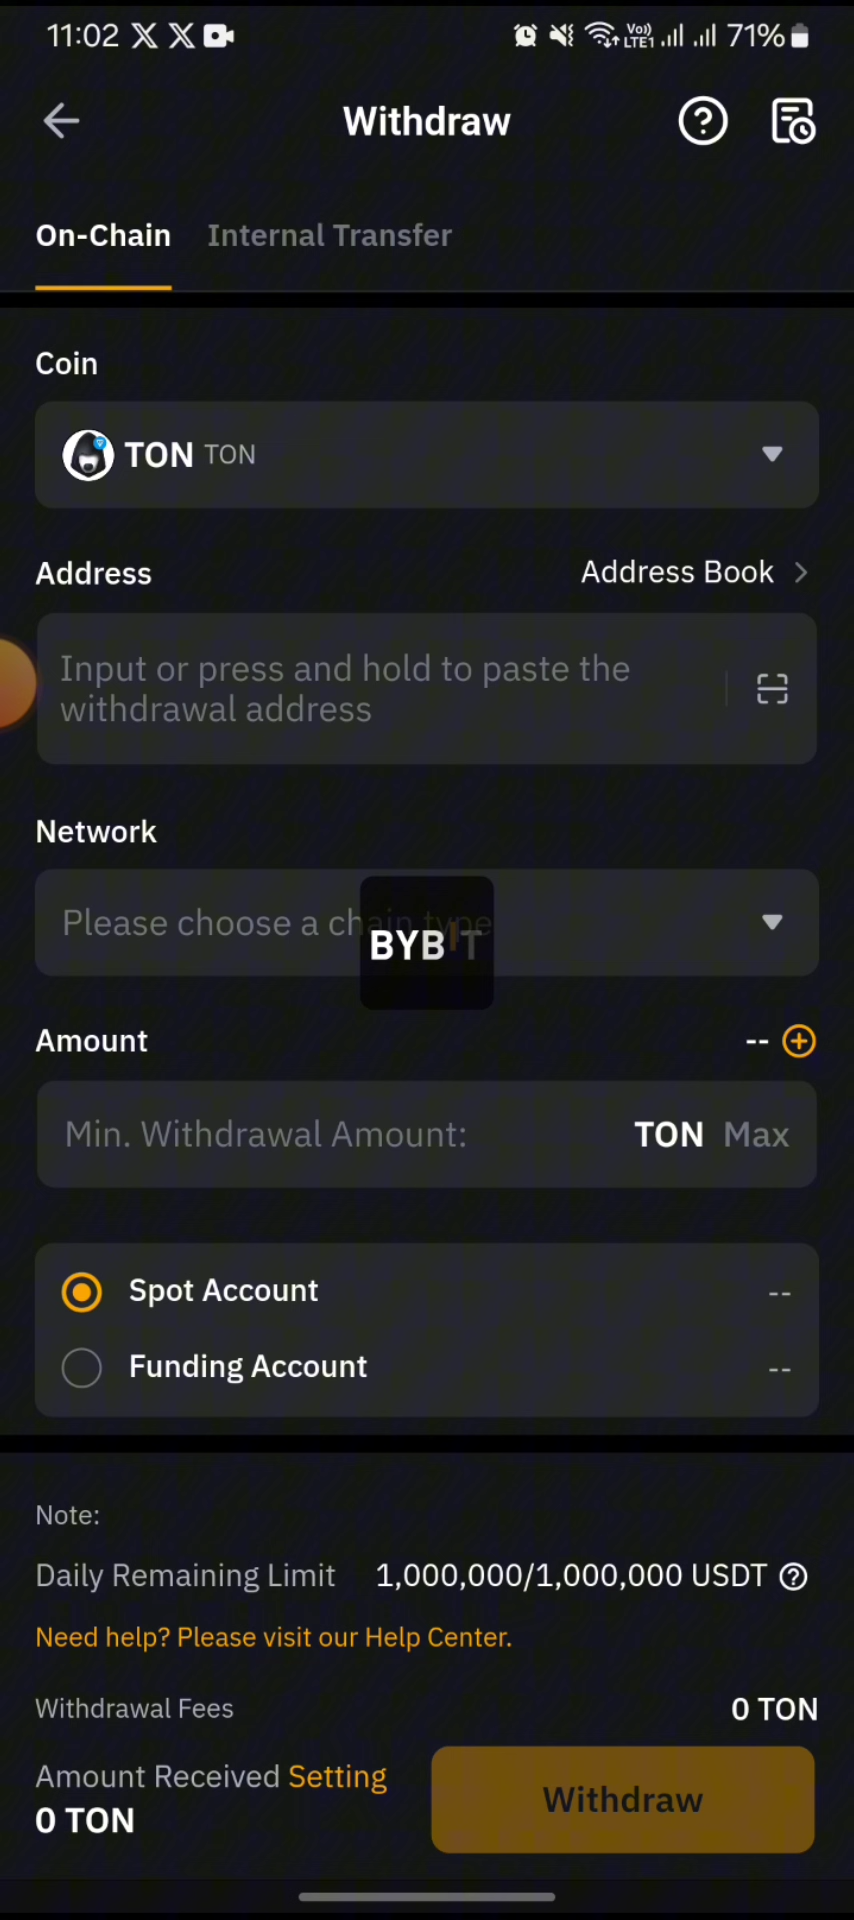 11:02 71%
Vo))
LTE1
Withdraw
On-Chain Internal Transfer
Coin
TON TON
Address Address Book
Input or press and hold to paste the
withdrawal address
Network
Please choose a chain type
BYBIT
Amount --
Min. Withdrawal Amount: TON Max
Spot Account --
Funding Account --
Note:
Daily Remaining Limit 1,000,000/1,000,000 USDT
Need help? Please visit our Help Center.
Withdrawal Fees 0 TON
Amount Received Setting
0 TON
Withdraw